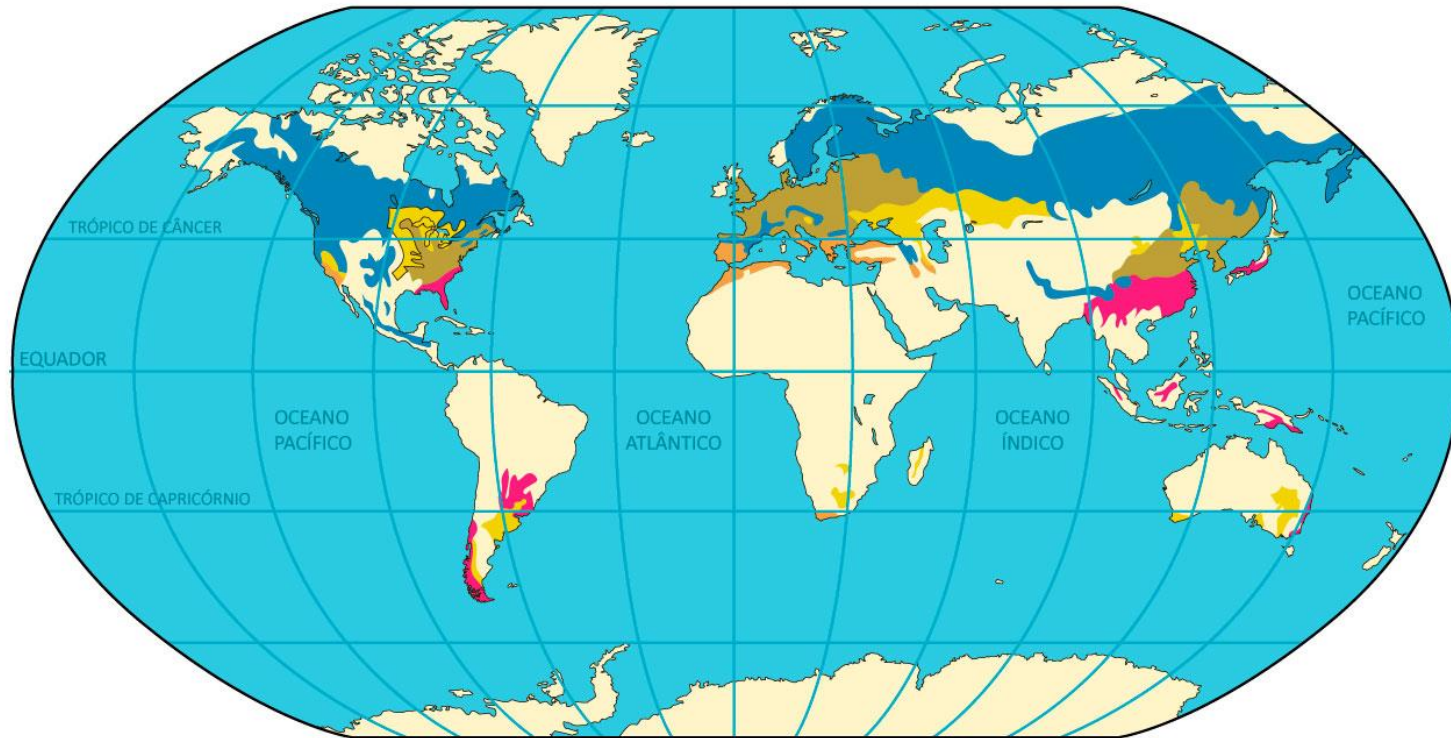 TRÓPICO DE CÂNCER
EQUADOR
OCEANO
PACÍFICO
OCEANO
PACÍFICO
OCEANO
ATLÂNTICO
OCEANO
ÍNDICO
TRÓPICO DE CAPRICÓRNIO